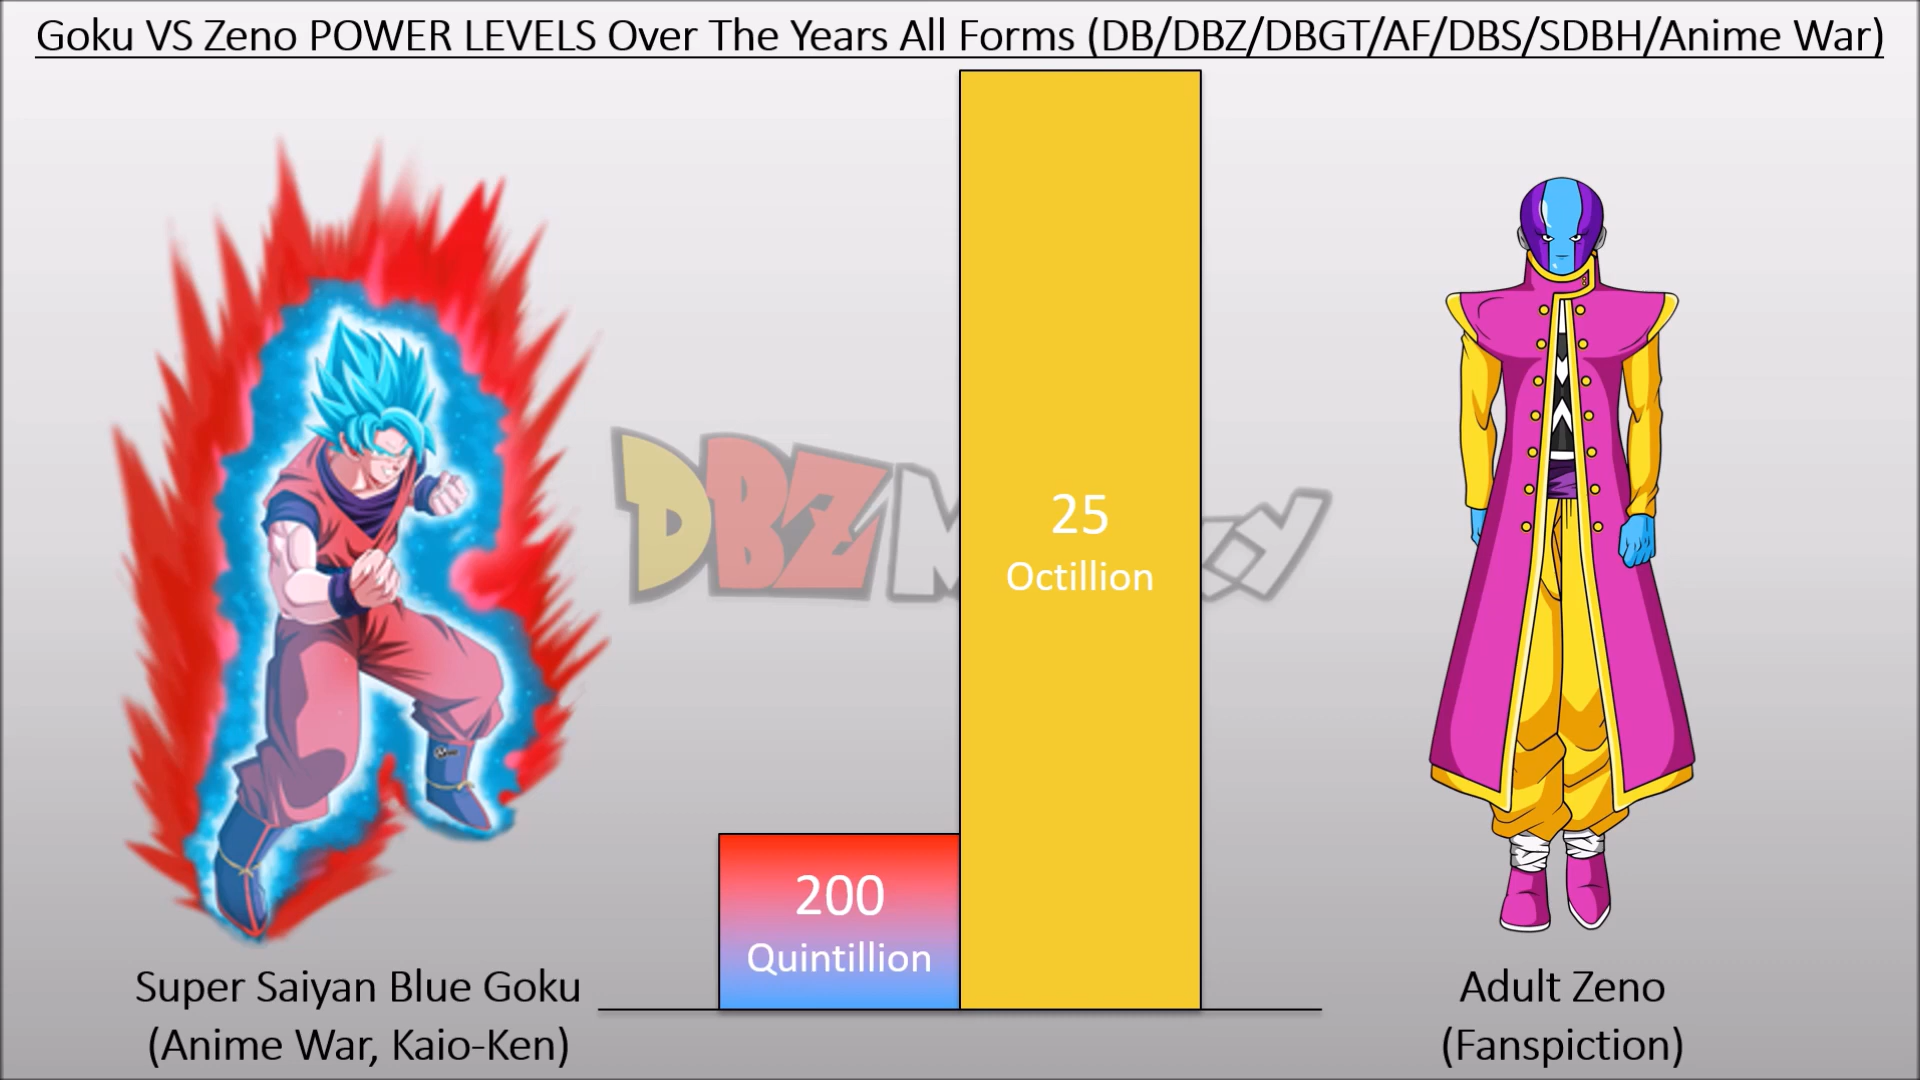 Goku VS Zeno POWER LEVELS Over The Years All Forms (DB/DBZ/DBGT/AF/DBS/SDBH/Anime War)
DBZ
25
Octillion
200
Quintillion
Super Saiyan Blue Goku
(Anime War, Kaio-Ken)
Adult Zeno
(Fanspiction)